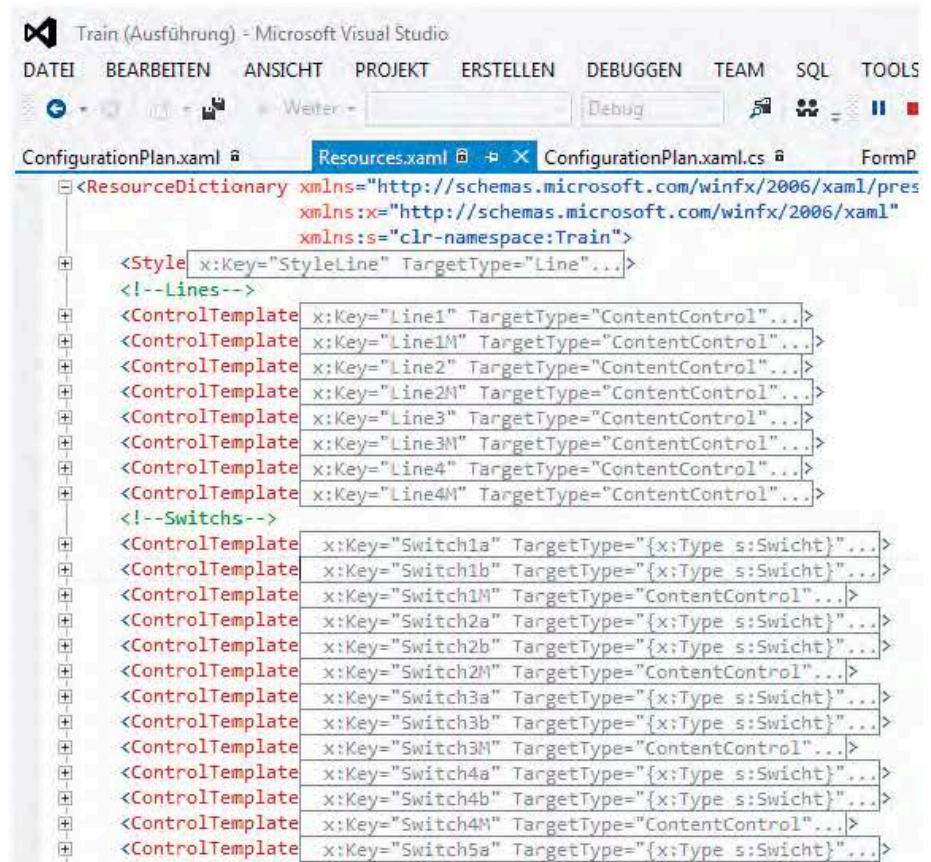 Train (Ausführung) - Microsoft Visual Studio
DATEI BEARBEITEN ANSICHT PROJEKT ERSTELLEN DEBUGGEN TEAM SQL TOOLS
Weiter Debug
ConfigurationPlan.xaml Resources.xaml ConfigurationPlan.xaml.cs FormP
<ResourceDictionary xmlns="http://schemas.microsoft.com/winfx/2006/xaml/pres
xmlns:x="http://schemas.microsoft.com/winfx/2006/xaml"
xmlns:s="clr-namespace:Train">
<Style x:Key="StyleLine" TargetType="Line"...>
<!--Lines-->
<ControlTemplate x:Key="Line1" TargetType="ContentControl"...>
<ControlTemplate x:Key="Line1M" TargetType="ContentControl"...>
<ControlTemplate x:Key="Line2" TargetType="ContentControl"...>
<ControlTemplate x:Key="Line2M" TargetType="ContentControl"...>
<ControlTemplate x:Key="Line3" TargetType="ContentControl"...>
<ControlTemplate x:Key="Line3M" TargetType="ContentControl"...>
<ControlTemplate x:Key="Line4" TargetType="ContentControl"...>
<ControlTemplate x:Key="Line4M" TargetType="ContentControl"...>
<!--Switchs-->
<ControlTemplate x:Key="Switch1a" TargetType="{x:Type s:Swicht}"...>
<ControlTemplate x:Key="Switch1b" TargetType="{x:Type s:Swicht}"...>
<ControlTemplate x:Key="Switch1M" TargetType="ContentControl"...>
<ControlTemplate x:Key="Switch2a" TargetType="{x:Type s:Swicht}"...>
<ControlTemplate x:Key="Switch2b" TargetType="{x:Type s:Swicht}"...>
<ControlTemplate x:Key="Switch2M" TargetType="ContentControl"...>
<ControlTemplate x:Key="Switch3a" TargetType="{x:Type s:Swicht}"...>
<ControlTemplate x:Key="Switch3b" TargetType="{x:Type s:Swicht}"...>
<ControlTemplate x:Key="Switch3M" TargetType="ContentControl"...>
<ControlTemplate x:Key="Switch4a" TargetType="{x:Type s:Swicht}"...>
<ControlTemplate x:Key="Switch4b" TargetType="{x:Type s:Swicht}"...>
<ControlTemplate x:Key="Switch4M" TargetType="ContentControl"...>
<ControlTemplate x:Key="Switch5a" TargetType="{x:Type s:Swicht}"...>